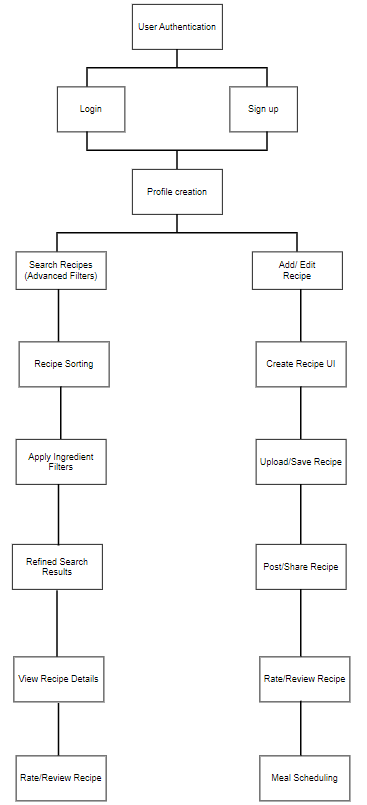 User Authentication
Login
Sign up
Profile creation
Search Recipes
(Advanced Filters)
Add/ Edit
Recipe
Recipe Sorting
Create Recipe UI
Apply Ingredient
Filters
Upload/Save Recipe
Refined Search
Results
Post/Share Recipe
View Recipe Details
Rate/Review Recipe
Rate/Review Recipe
Meal Scheduling